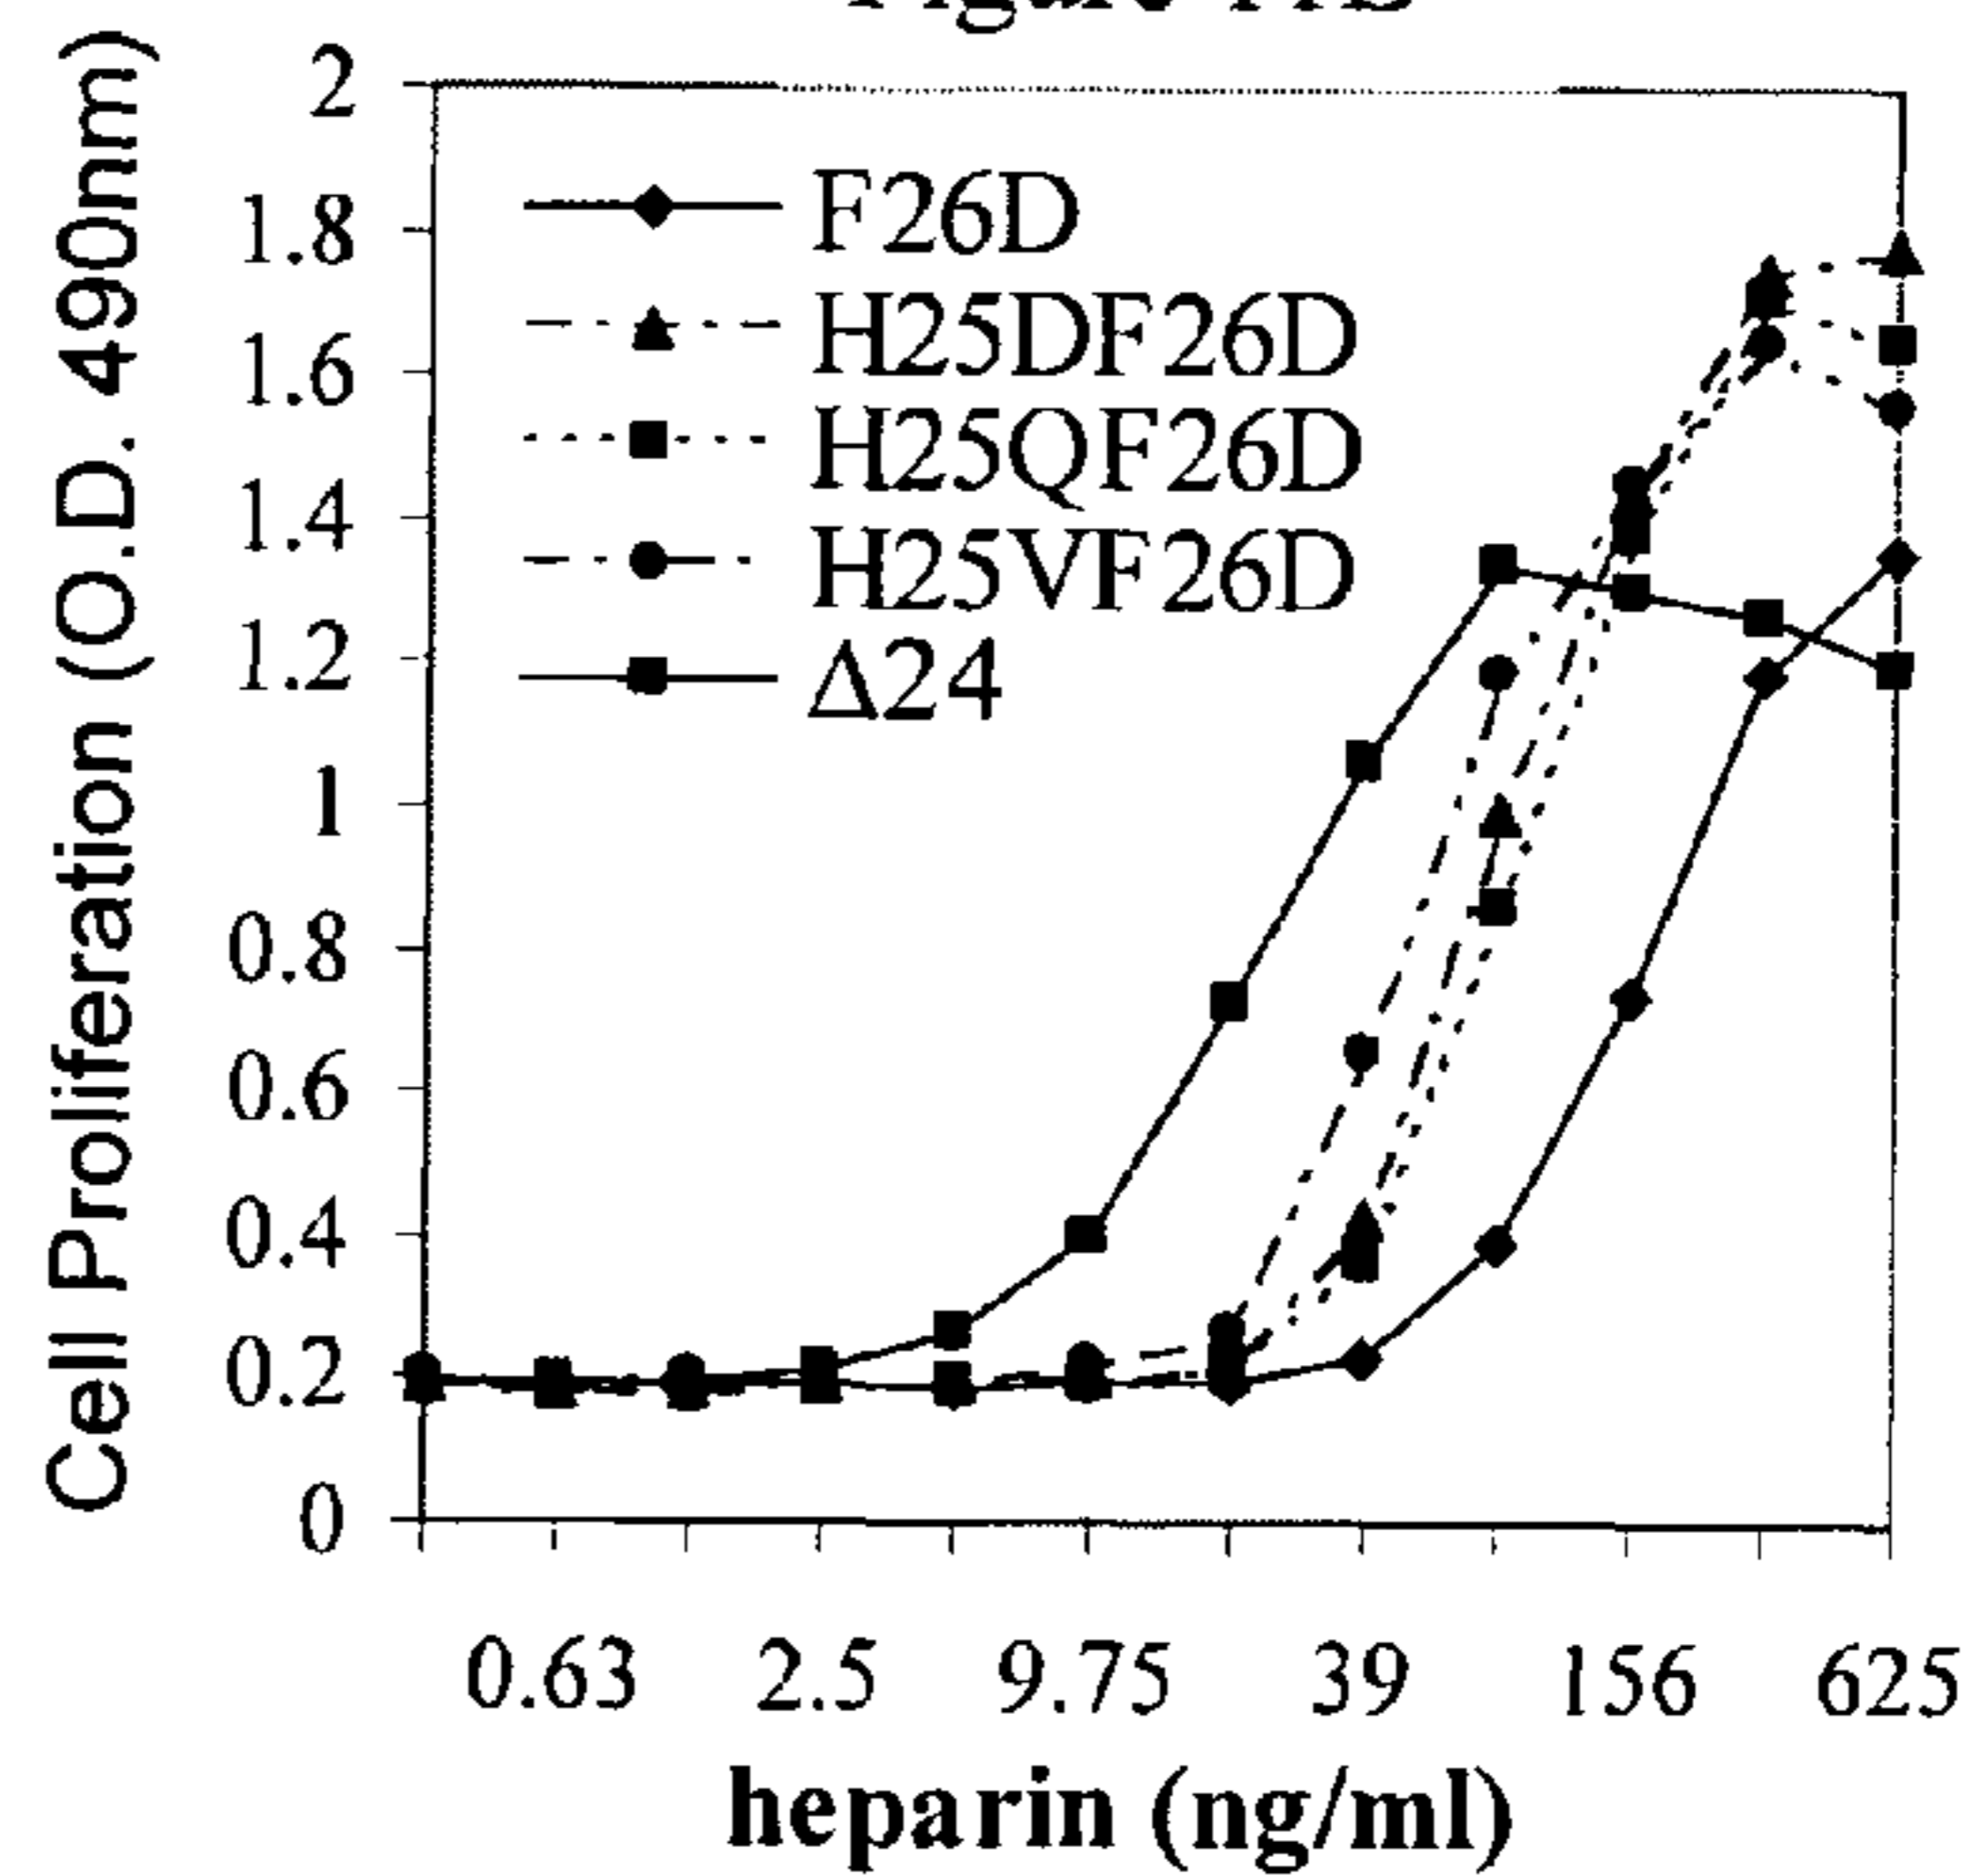 Cell Proliferation (O.D. 490nm)
2
1.8
1.6
1.4
1.2
1
0.8
0.6
0.4
0.2
0
F26D
H25DF26D
H25QF26D
H25VF26D
Δ24
0.63 2.5 9.75 39 156 625
heparin (ng/ml)